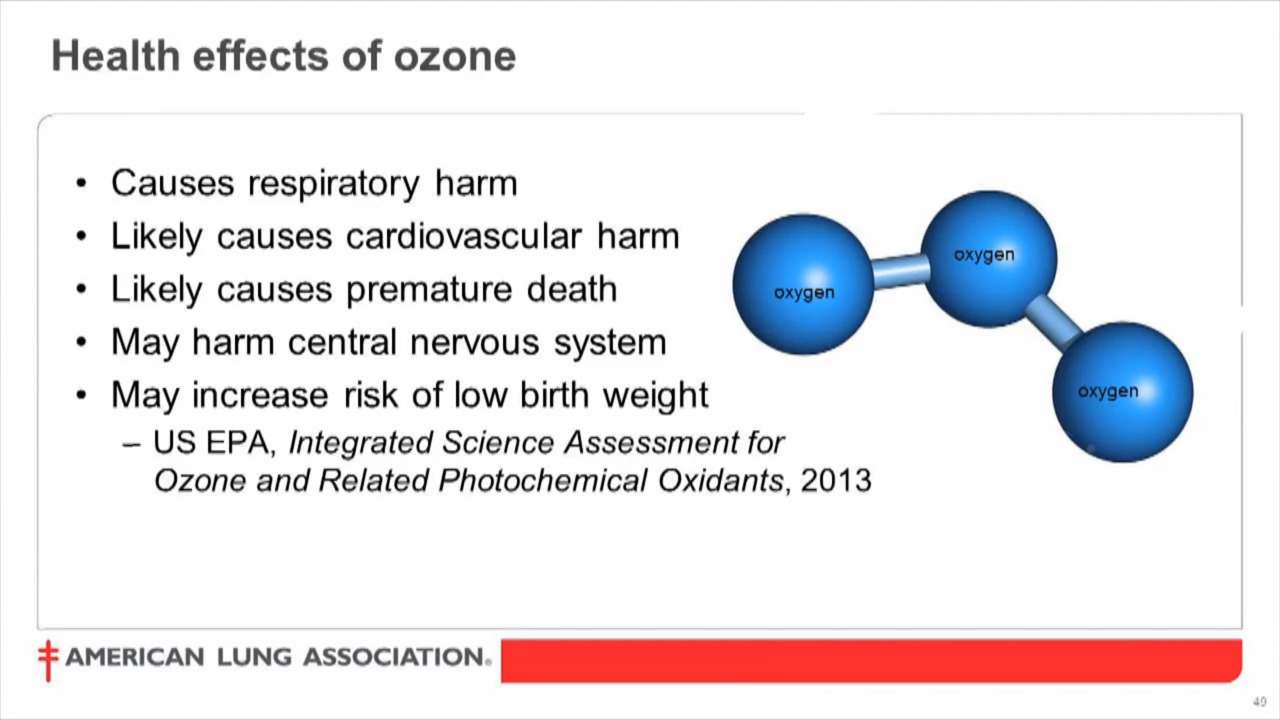 Health effects of ozone
• Causes respiratory harm
• Likely causes cardiovascular harm
• Likely causes premature death
• May harm central nervous system
• May increase risk of low birth weight
– US EPA, Integrated Science Assessment for
Ozone and Related Photochemical Oxidants, 2013
oxygen
oxygen
oxygen
AMERICAN LUNG ASSOCIATION®
49